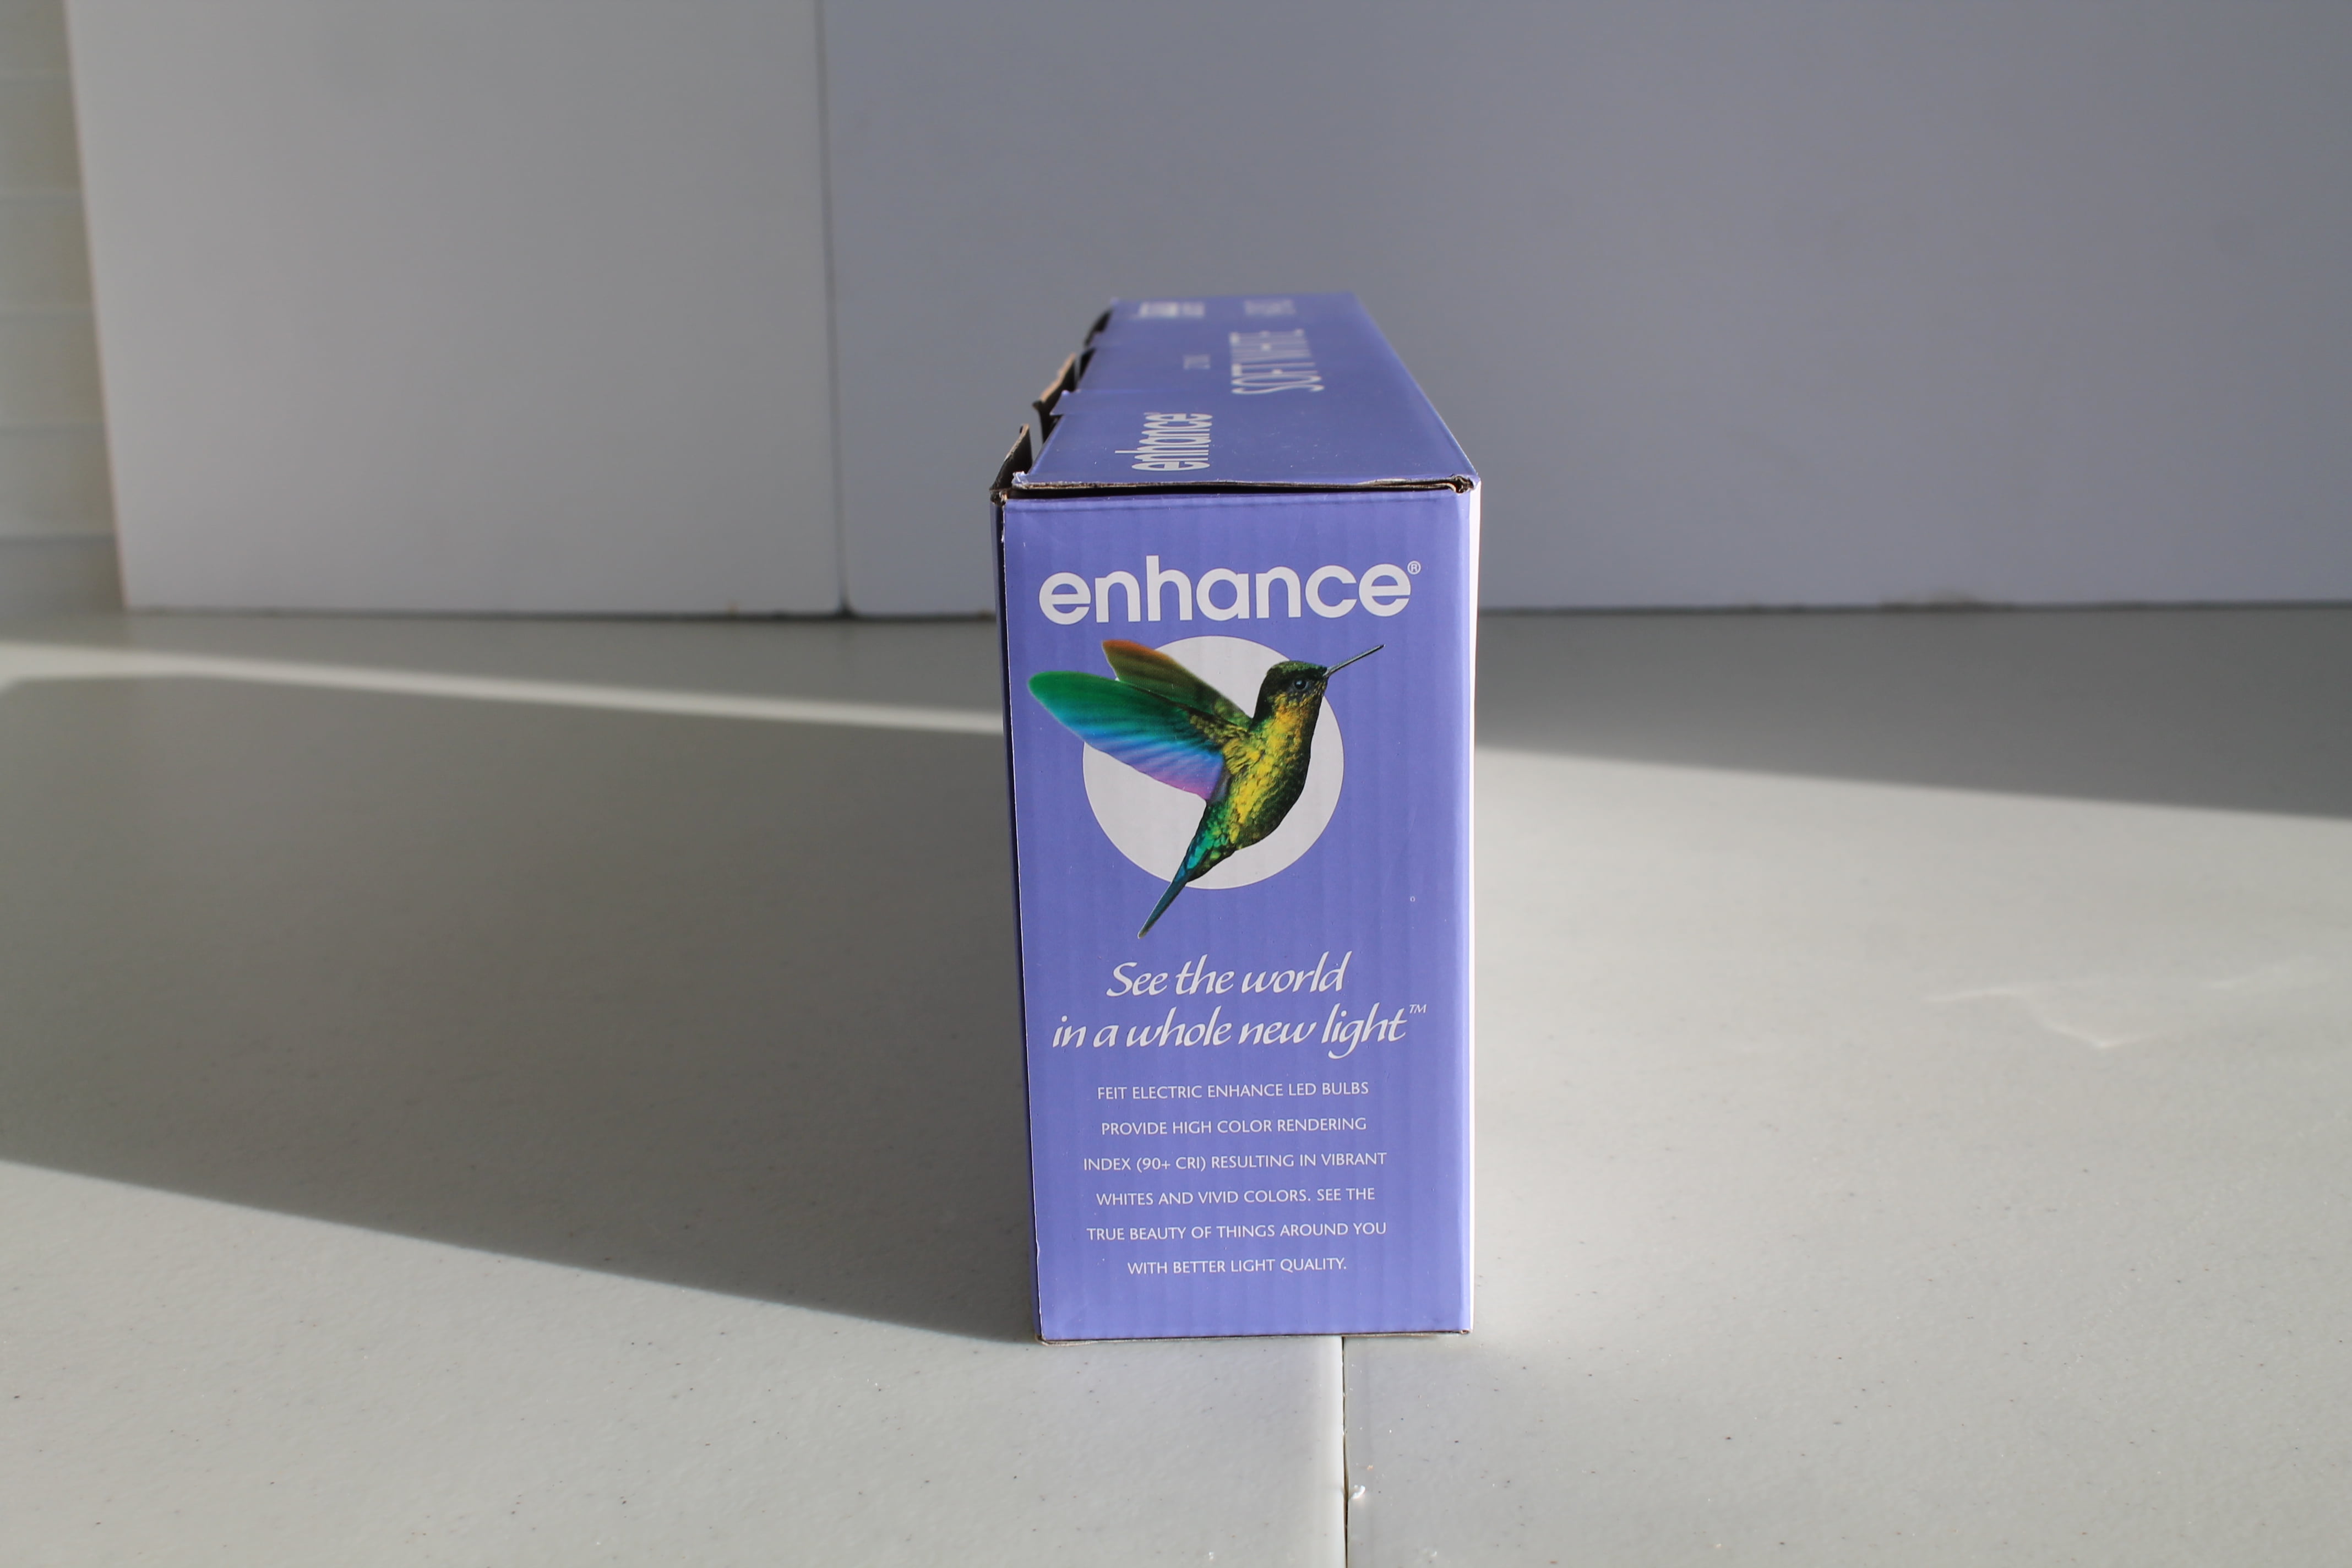 enhance
SOFT WHITE
enhance®
See the world
in a whole new light™
FEIT ELECTRIC ENHANCE LED BULBS
PROVIDE HIGH COLOR RENDERING
INDEX (90+ CRI) RESULTING IN VIBRANT
WHITES AND VIVID COLORS. SEE THE
TRUE BEAUTY OF THINGS AROUND YOU
WITH BETTER LIGHT QUALITY.